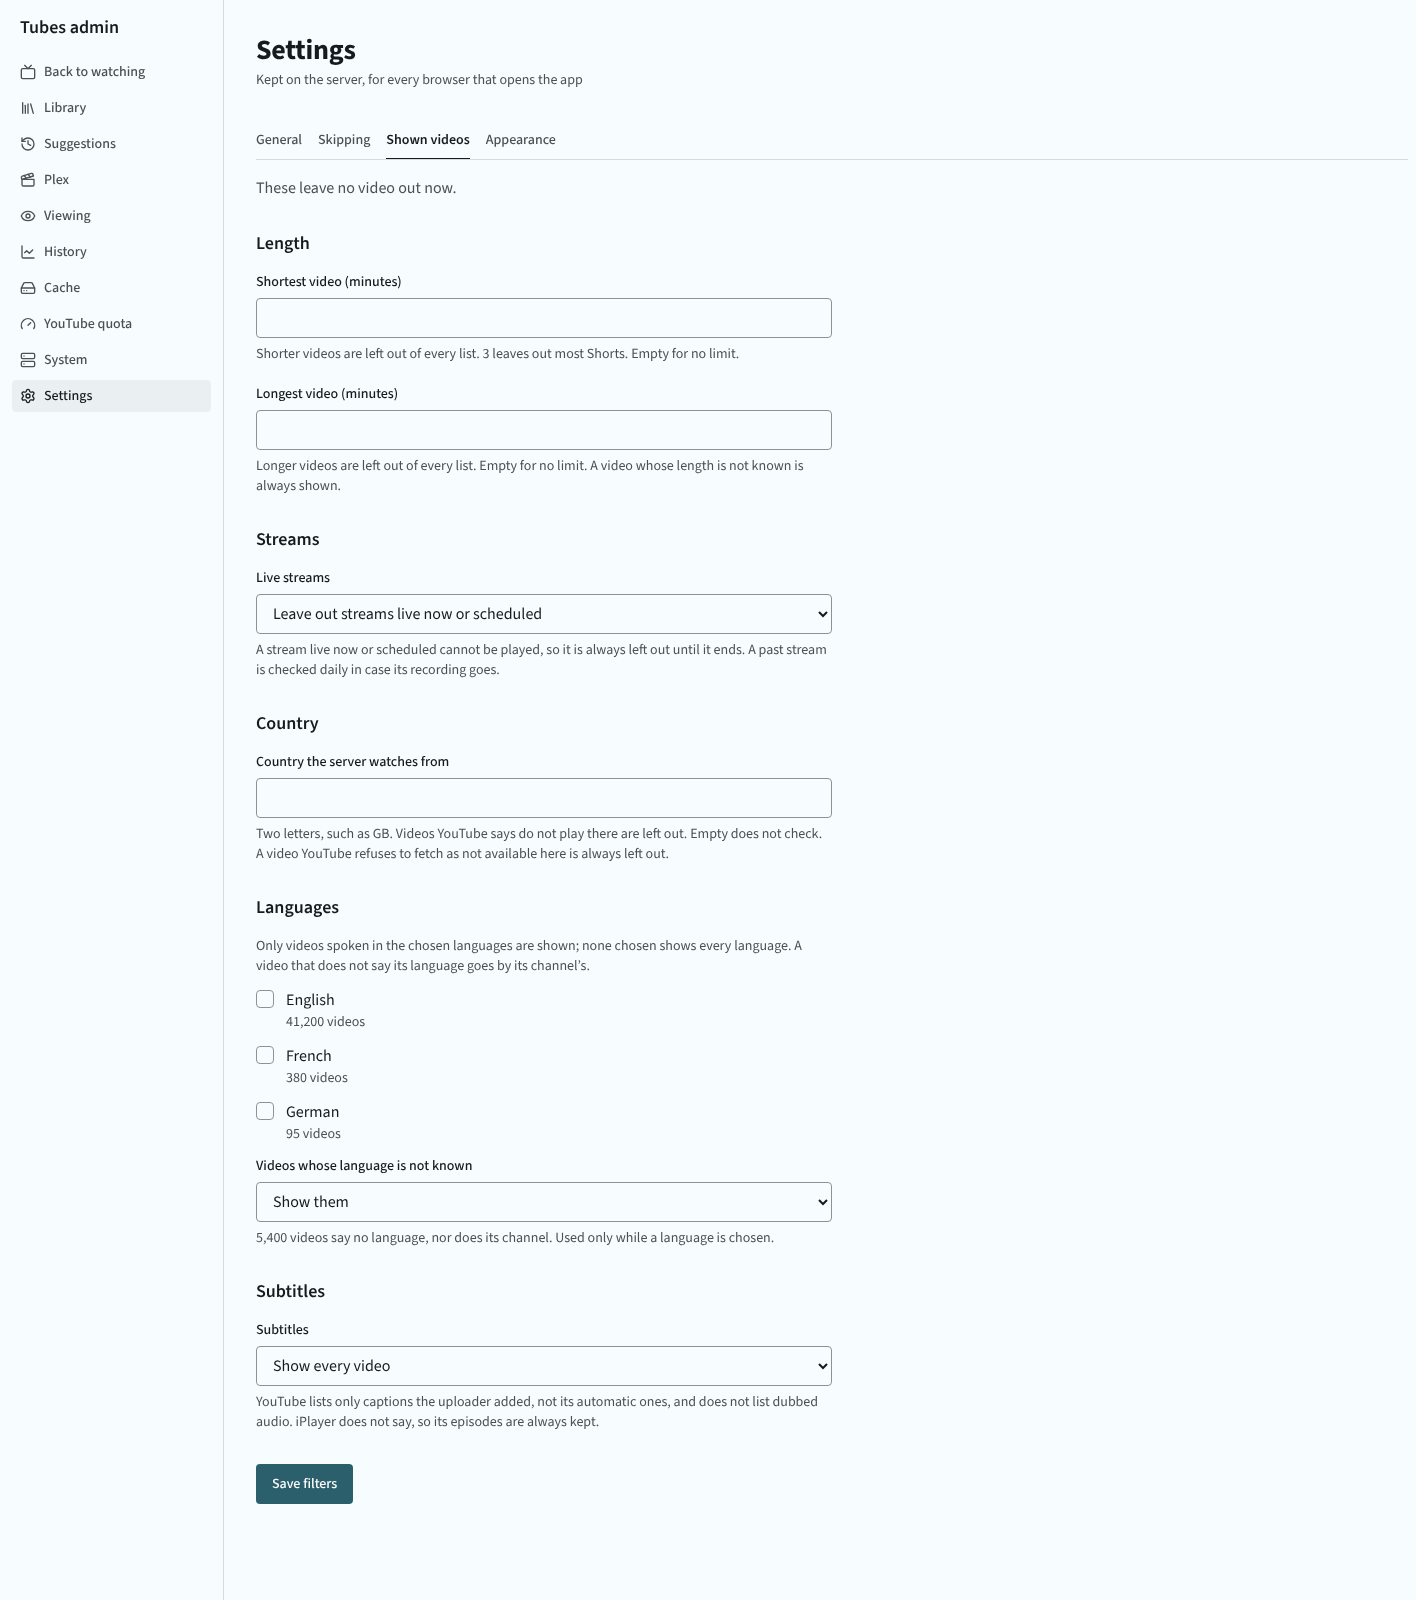 Tubes admin
Back to watching
Library
Suggestions
Plex
Viewing
History
Cache
YouTube quota
System
Settings
Settings
Kept on the server, for every browser that opens the app
General
Skipping
Shown videos
Appearance
These leave no video out now.
Length
Shortest video (minutes)
Shorter videos are left out of every list. 3 leaves out most Shorts. Empty for no limit.
Longest video (minutes)
Longer videos are left out of every list. Empty for no limit. A video whose length is not known is
always shown.
Streams
Live streams
Leave out streams live now or scheduled
A stream live now or scheduled cannot be played, so it is always left out until it ends. A past stream
is checked daily in case its recording goes.
Country
Country the server watches from
Two letters, such as GB. Videos YouTube says do not play there are left out. Empty does not check.
A video YouTube refuses to fetch as not available here is always left out.
Languages
Only videos spoken in the chosen languages are shown; none chosen shows every language. A
video that does not say its language goes by its channel's.
English
41,200 videos
French
380 videos
German
95 videos
Videos whose language is not known
Show them
5,400 videos say no language, nor does its channel. Used only while a language is chosen.
Subtitles
Subtitles
Show every video
YouTube lists only captions the uploader added, not its automatic ones, and does not list dubbed
audio. iPlayer does not say, so its episodes are always kept.
Save filters